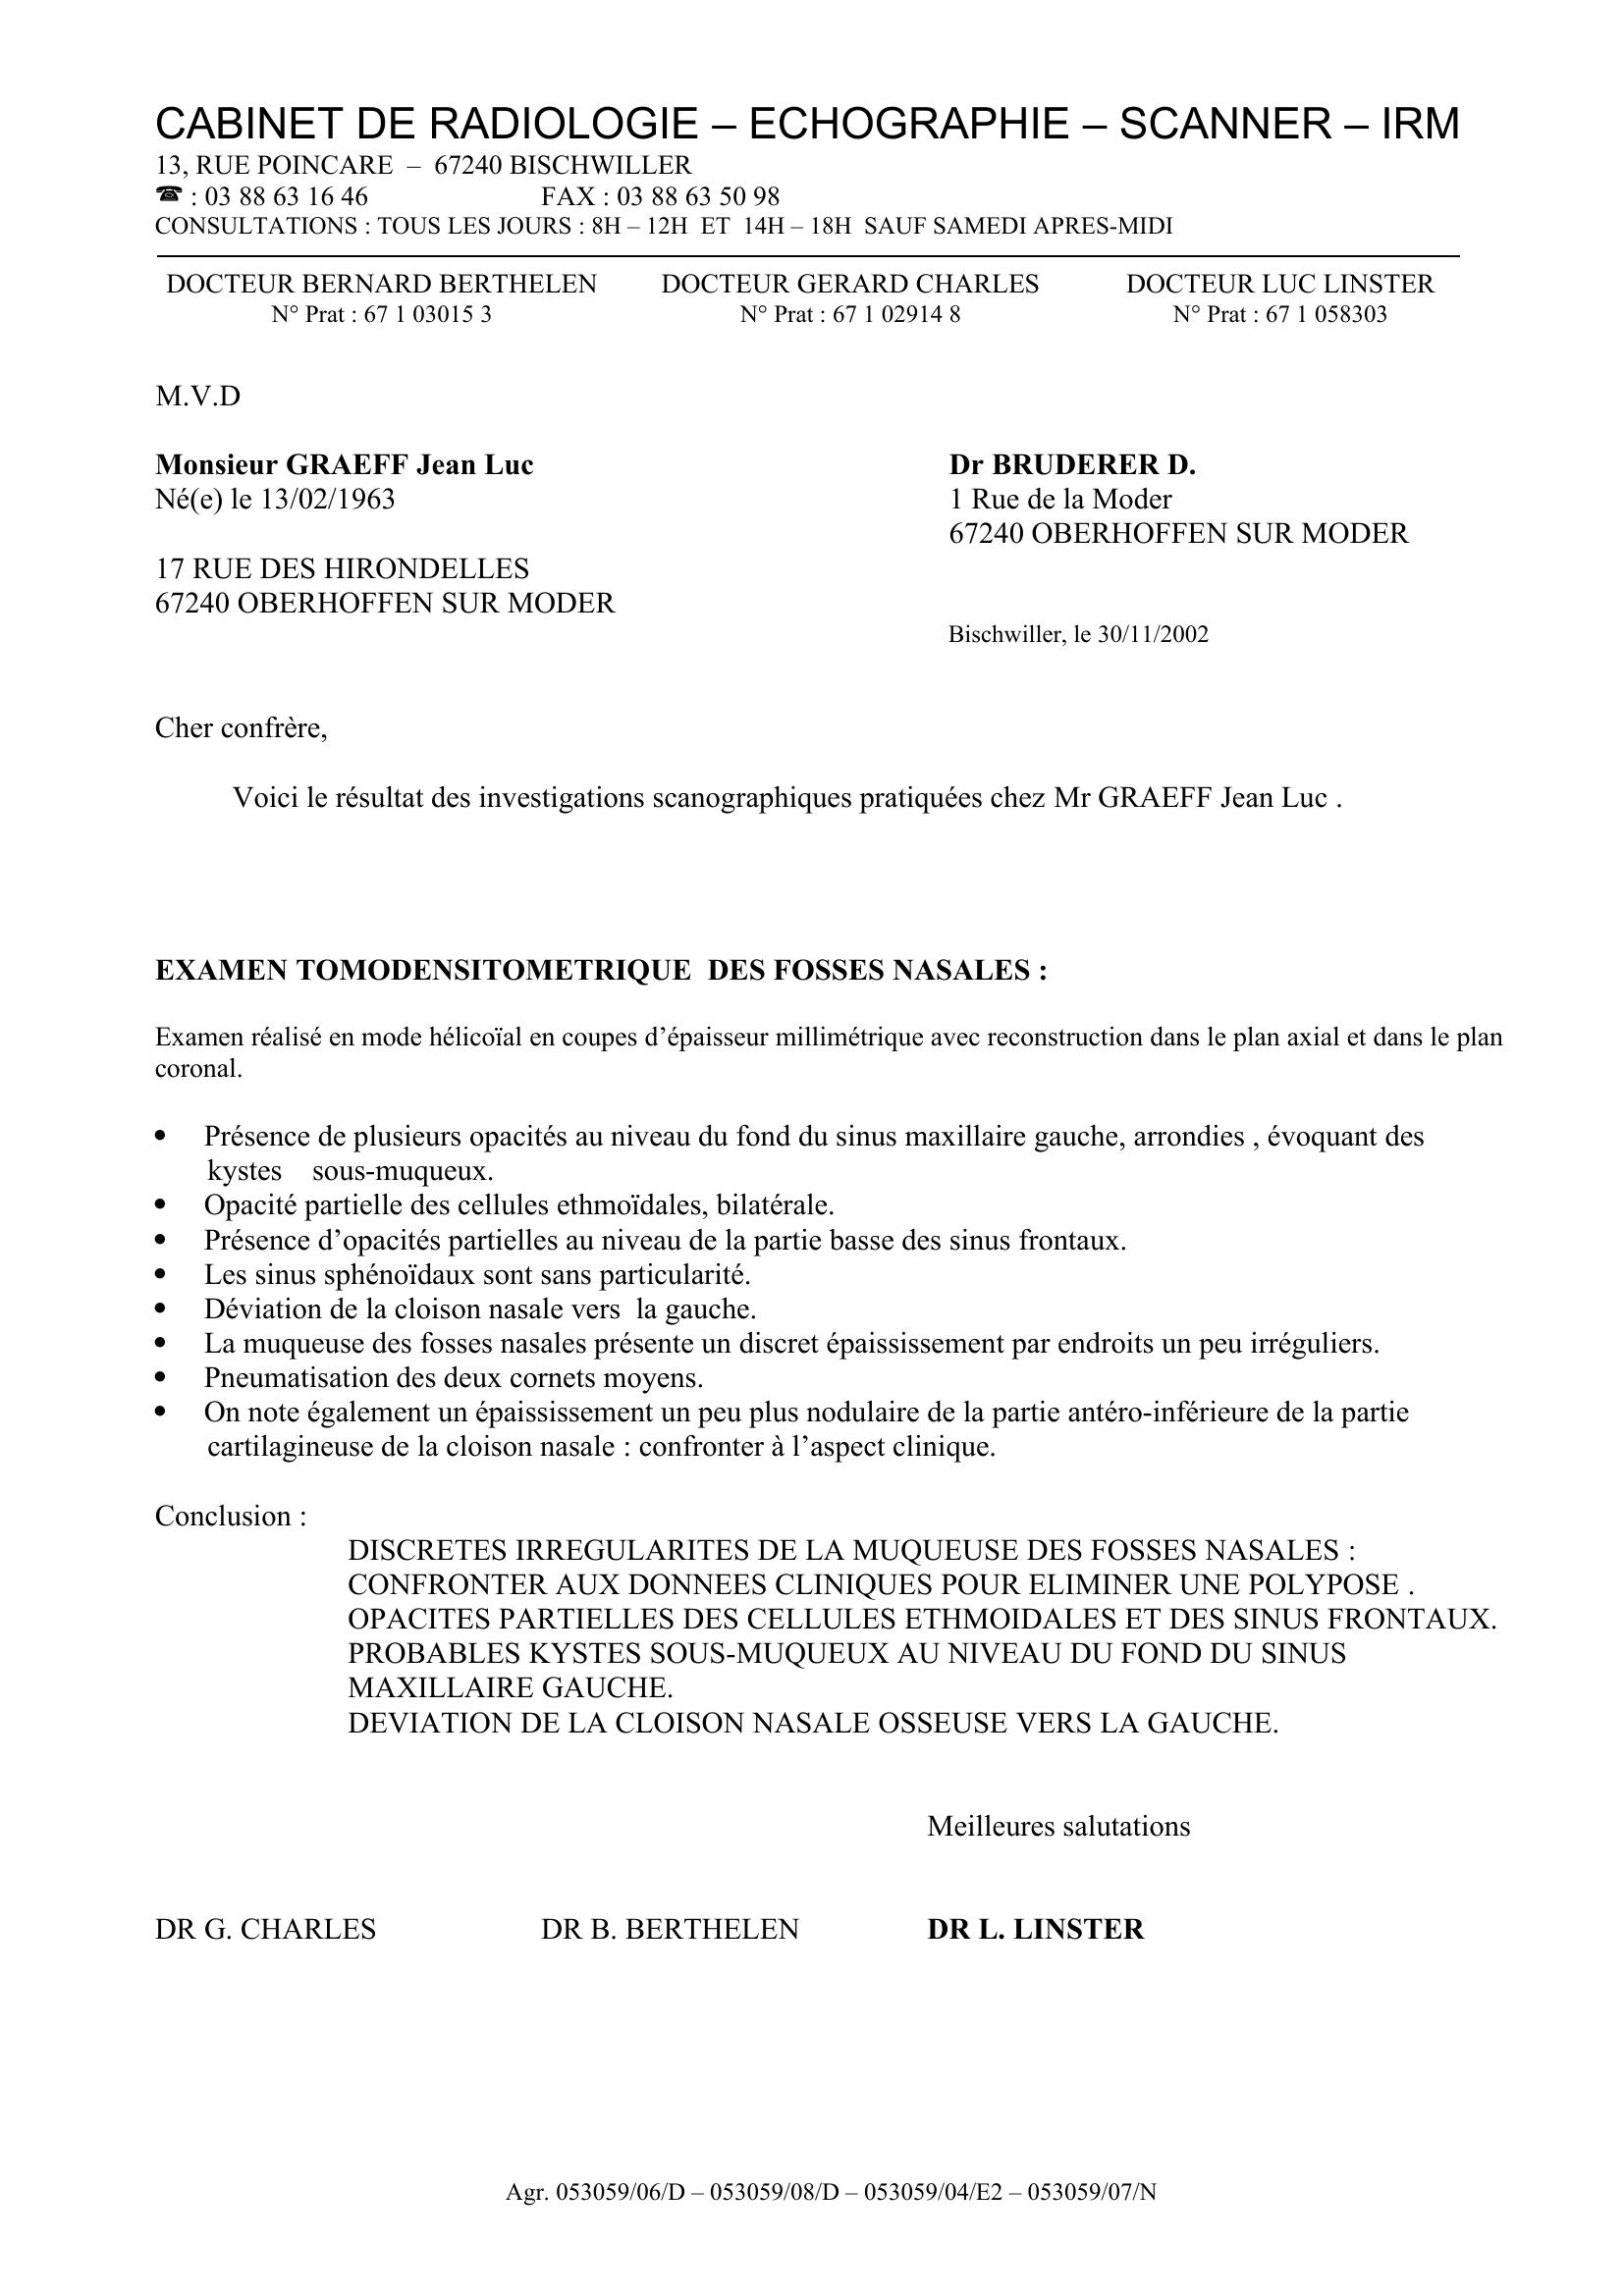 CABINET DE RADIOLOGIE – ECHOGRAPHIE – SCANNER – IRM
13, RUE POINCARE – 67240 BISCHWILLER
☎ : 03 88 63 16 46 FAX : 03 88 63 50 98
CONSULTATIONS : TOUS LES JOURS : 8H – 12H ET 14H – 18H SAUF SAMEDI APRES-MIDI
DOCTEUR BERNARD BERTHELEN DOCTEUR GERARD CHARLES DOCTEUR LUC LINSTER
N° Prat : 67 1 03015 3 N° Prat : 67 1 02914 8 N° Prat : 67 1 058303
M.V.D
Monsieur GRAEFF Jean Luc Dr BRUDERER D.
Né(e) le 13/02/1963 1 Rue de la Moder
67240 OBERHOFFEN SUR MODER
17 RUE DES HIRONDELLES
67240 OBERHOFFEN SUR MODER
Bischwiller, le 30/11/2002
Cher confrère,
Voici le résultat des investigations scanographiques pratiquées chez Mr GRAEFF Jean Luc .
EXAMEN TOMODENSITOMETRIQUE DES FOSSES NASALES :
Examen réalisé en mode hélicoïal en coupes d’épaisseur millimétrique avec reconstruction dans le plan axial et dans le plan
coronal.
• Présence de plusieurs opacités au niveau du fond du sinus maxillaire gauche, arrondies , évoquant des
kystes sous-muqueux.
• Opacité partielle des cellules ethmoïdales, bilatérale.
• Présence d’opacités partielles au niveau de la partie basse des sinus frontaux.
• Les sinus sphénoïdaux sont sans particularité.
• Déviation de la cloison nasale vers la gauche.
• La muqueuse des fosses nasales présente un discret épaississement par endroits un peu irréguliers.
• Pneumatisation des deux cornets moyens.
• On note également un épaississement un peu plus nodulaire de la partie antéro-inférieure de la partie
cartilagineuse de la cloison nasale : confronter à l’aspect clinique.
Conclusion :
DISCRETES IRREGULARITES DE LA MUQUEUSE DES FOSSES NASALES :
CONFRONTER AUX DONNEES CLINIQUES POUR ELIMINER UNE POLYPOSE .
OPACITES PARTIELLES DES CELLULES ETHMOIDALES ET DES SINUS FRONTAUX.
PROBABLES KYSTES SOUS-MUQUEUX AU NIVEAU DU FOND DU SINUS
MAXILLAIRE GAUCHE.
DEVIATION DE LA CLOISON NASALE OSSEUSE VERS LA GAUCHE.
Meilleures salutations
DR G. CHARLES DR B. BERTHELEN DR L. LINSTER
Agr. 053059/06/D – 053059/08/D – 053059/04/E2 – 053059/07/N